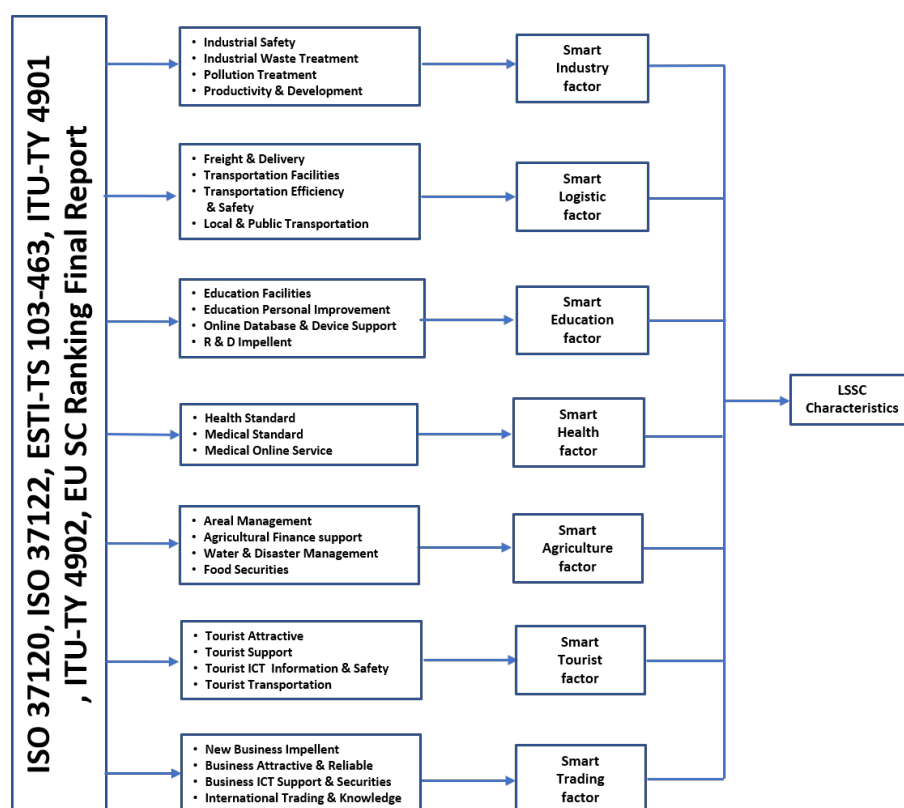 ISO 37120, ISO 37122, ESTI-TS 103-463, ITU-TY 4901
, ITU-TY 4902, EU SC Ranking Final Report
• Industrial Safety
• Industrial Waste Treatment
• Pollution Treatment
• Productivity & Development
Smart
Industry
factor
• Freight & Delivery
• Transportation Facilities
• Transportation Efficiency
& Safety
• Local & Public Transportation
Smart
Logistic
factor
• Education Facilities
• Education Personal Improvement
• Online Database & Device Support
• R & D Impellent
Smart
Education
factor
• Health Standard
• Medical Standard
• Medical Online Service
Smart
Health
factor
• Areal Management
• Agricultural Finance support
• Water & Disaster Management
• Food Securities
Smart
Agriculture
factor
• Tourist Attractive
• Tourist Support
• Tourist ICT Information & Safety
• Tourist Transportation
Smart
Tourist
factor
• New Business Impellent
• Business Attractive & Reliable
• Business ICT Support & Securities
• International Trading & Knowledge
Smart
Trading
factor
LSSC
Characteristics